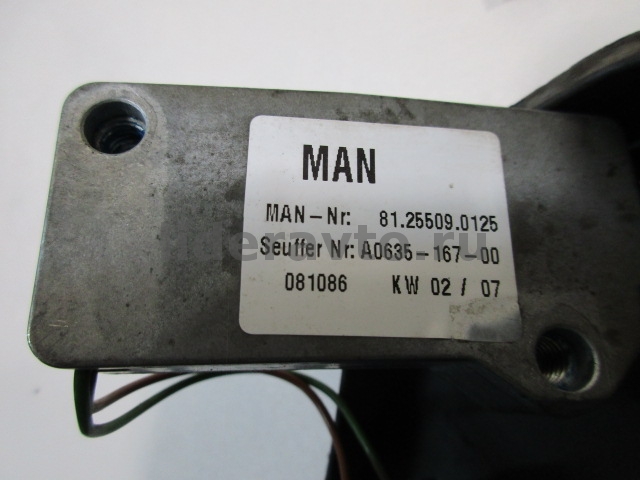 MAN
MAN-Nr: 81.25509.0125
Seuffer Nr: A0635-167-00
081086 KW 02 / 07